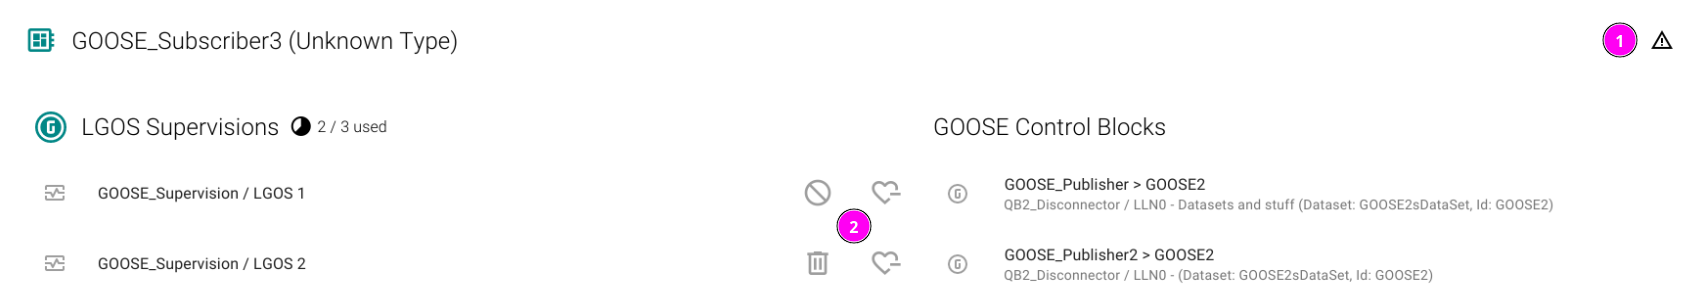 GOOSE_Subscriber3 (Unknown Type)
1
G LGOS Supervisions 2 / 3 used
GOOSE Control Blocks
GOOSE_Supervision / LGOS 1
G GOOSE_Publisher > GOOSE2
QB2_Disconnector / LLN0 - Datasets and stuff (Dataset: GOOSE2sDataSet, Id: GOOSE2)
2
GOOSE_Supervision / LGOS 2
G GOOSE_Publisher2 > GOOSE2
QB2_Disconnector / LLN0 - (Dataset: GOOSE2sDataSet, Id: GOOSE2)